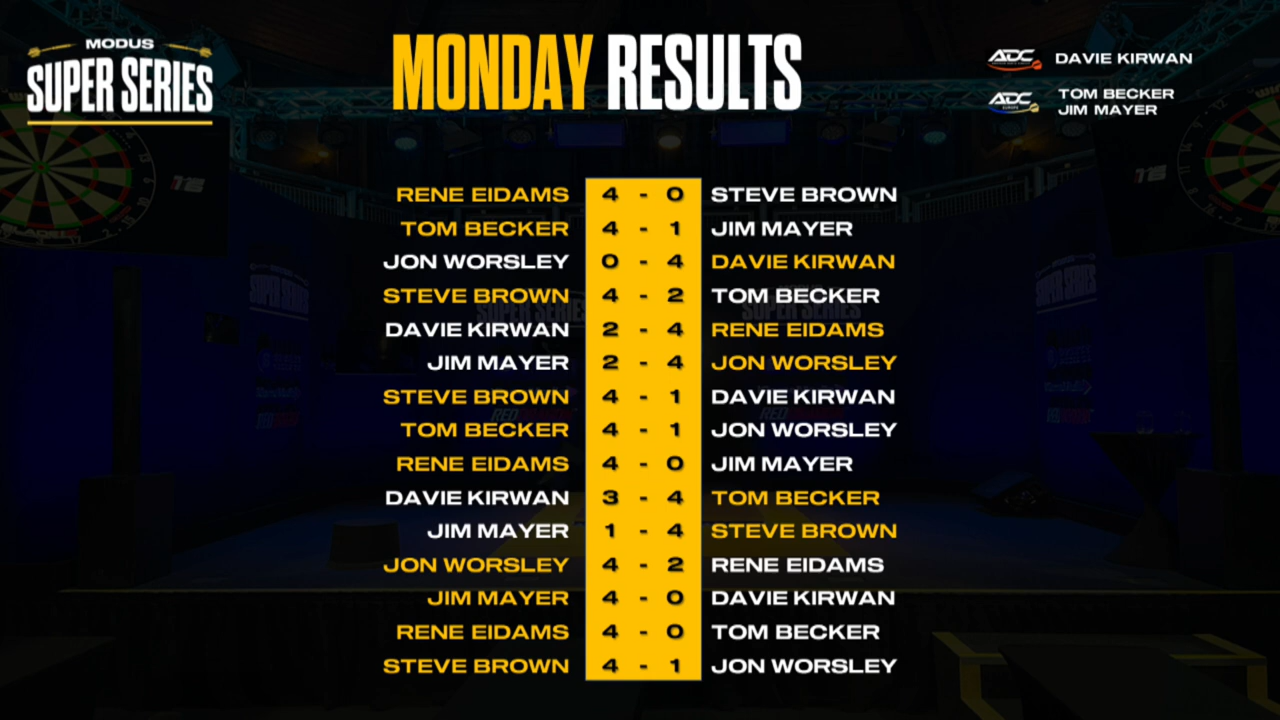 MODUS
SUPER SERIES
MONDAY RESULTS
ADC DAVIE KIRWAN
ADC TOM BECKER
JIM MAYER
RENE EIDAMS 4 - 0 STEVE BROWN
TOM BECKER 4 - 1 JIM MAYER
JON WORSLEY 0 - 4 DAVIE KIRWAN
STEVE BROWN 4 - 2 TOM BECKER
DAVIE KIRWAN 2 - 4 RENE EIDAMS
JIM MAYER 2 - 4 JON WORSLEY
STEVE BROWN 4 - 1 DAVIE KIRWAN
TOM BECKER 4 - 1 JON WORSLEY
RENE EIDAMS 4 - 0 JIM MAYER
DAVIE KIRWAN 3 - 4 TOM BECKER
JIM MAYER 1 - 4 STEVE BROWN
JON WORSLEY 4 - 2 RENE EIDAMS
JIM MAYER 4 - 0 DAVIE KIRWAN
RENE EIDAMS 4 - 0 TOM BECKER
STEVE BROWN 4 - 1 JON WORSLEY